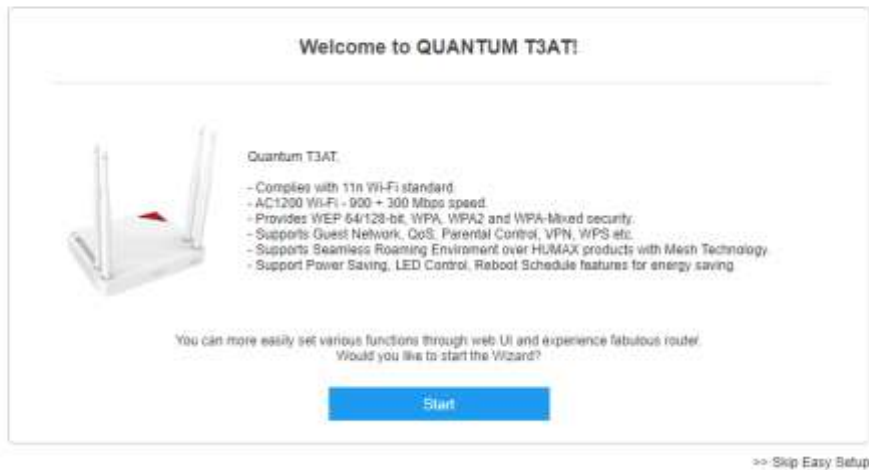 Welcome to QUANTUM T3AT!
Quantum T3AT,
- Complies with 11n Wi-Fi standard
- AC1200 Wi-Fi - 900 + 300 Mbps speed
- Provides WEP 64/128-bit, WPA, WPA2 and WPA-Mixed security.
- Supports Guest Network, QoS, Parental Control, VPN, WPS etc.
- Supports Seamless Roaming Enviroment over HUMAX products with Mesh Technology
- Support Power Saving, LED Control, Reboot Schedule features for energy saving
You can more easily set various functions through web UI and experience fabulous router.
Would you like to start the Wizard?
Start
>> Skip Easy Setup